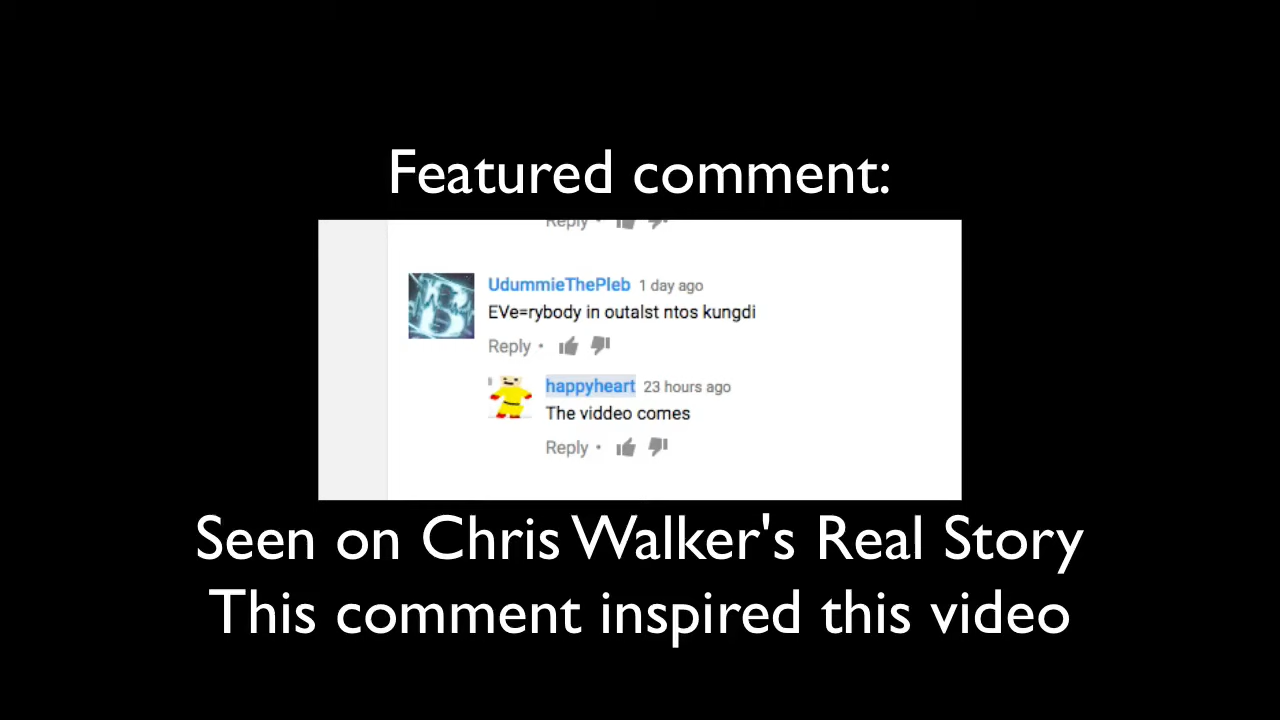 Featured comment:
Reply •
UdummieThePleb 1 day ago
EVe=rybody in outalst ntos kungdi
Reply •
happyheart 23 hours ago
The viddeo comes
Reply •
Seen on Chris Walker's Real Story
This comment inspired this video